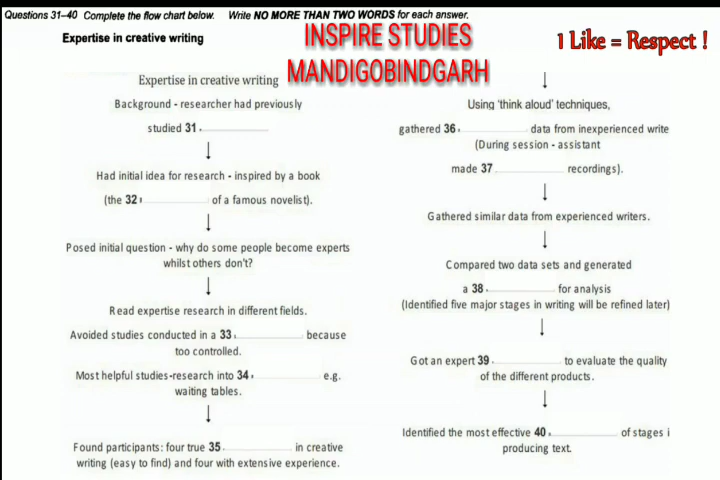 Questions 31–40 Complete the flow chart below. Write NO MORE THAN TWO WORDS for each answer.
Expertise in creative writing
INSPIRE STUDIES
MANDIGOBINDGARH
1 Like = Respect !
Expertise in creative writing
Background - researcher had previously
studied 31.
Had initial idea for research - inspired by a book
(the 32 of a famous novelist).
Posed initial question - why do some people become experts
whilst others don't?
Read expertise research in different fields.
Avoided studies conducted in a 33. because
too controlled.
Most helpful studies-research into 34. e.g.
waiting tables.
Found participants: four true 35. in creative
writing (easy to find) and four with extensive experience.
Using 'think aloud' techniques,
gathered 36. data from inexperienced write
(During session - assistant
made 37 recordings).
Gathered similar data from experienced writers.
Compared two data sets and generated
a 38. for analysis
(Identified five major stages in writing will be refined later)
Got an expert 39. to evaluate the quality
of the different products.
Identified the most effective 40. of stages i
producing text.